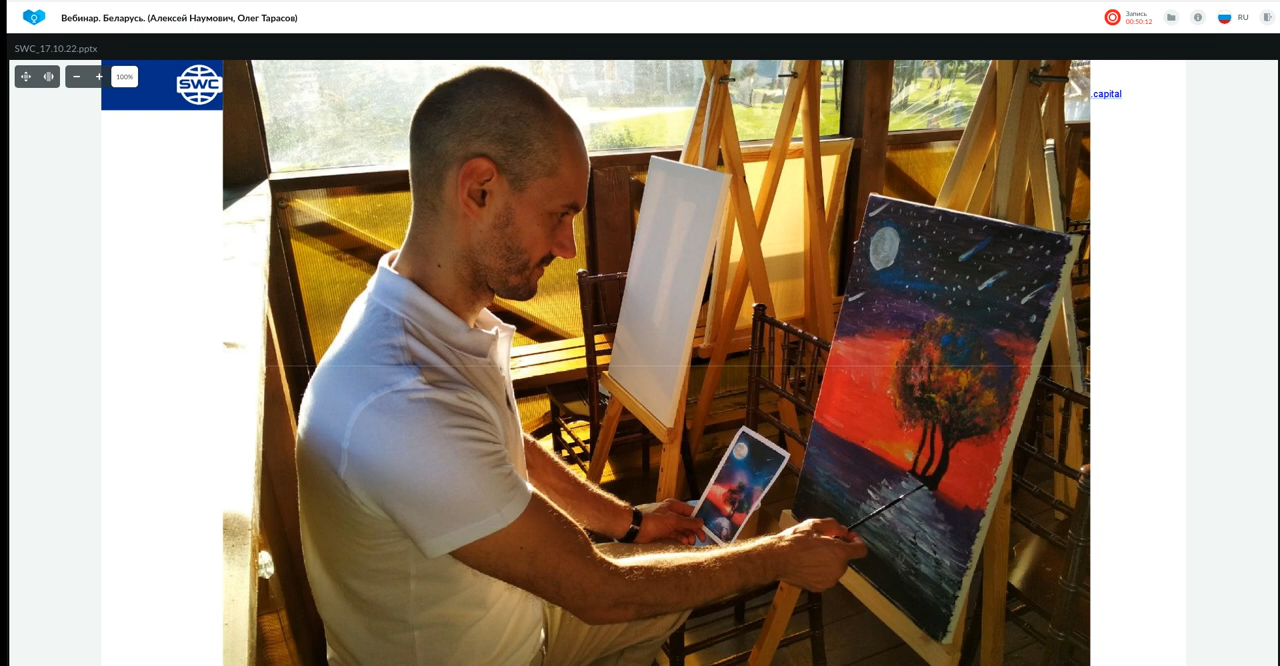 Вебинар. Беларусь. (Алексей Наумович, Олег Тарасов)
Запись
00:50:12
RU
SWC_17.10.22.pptx
100%
SWC
.capital